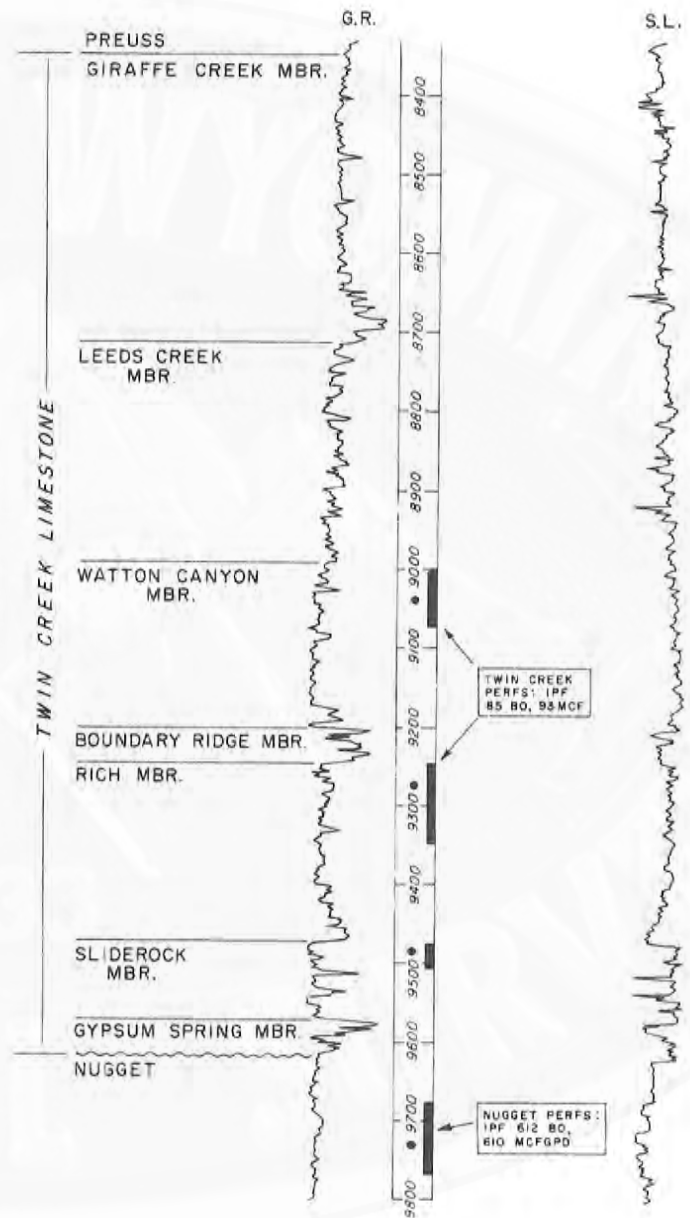 G.R.
S.L.
PREUSS
GIRAFFE CREEK MBR.
8400
8500
8600
8700
LEEDS CREEK
MBR.
8800
8900
TWIN CREEK LIMESTONE
9000
WATTON CANYON
MBR.
9100
TWIN CREEK
PERFS: IPF
85 BO, 93 MCF
9200
BOUNDARY RIDGE MBR.
RICH MBR.
9300
9400
SLIDEROCK
MBR.
9500
GYPSUM SPRING MBR.
9600
NUGGET
9700
NUGGET PERFS:
IPF 612 BO,
610 MCFGPD
9800